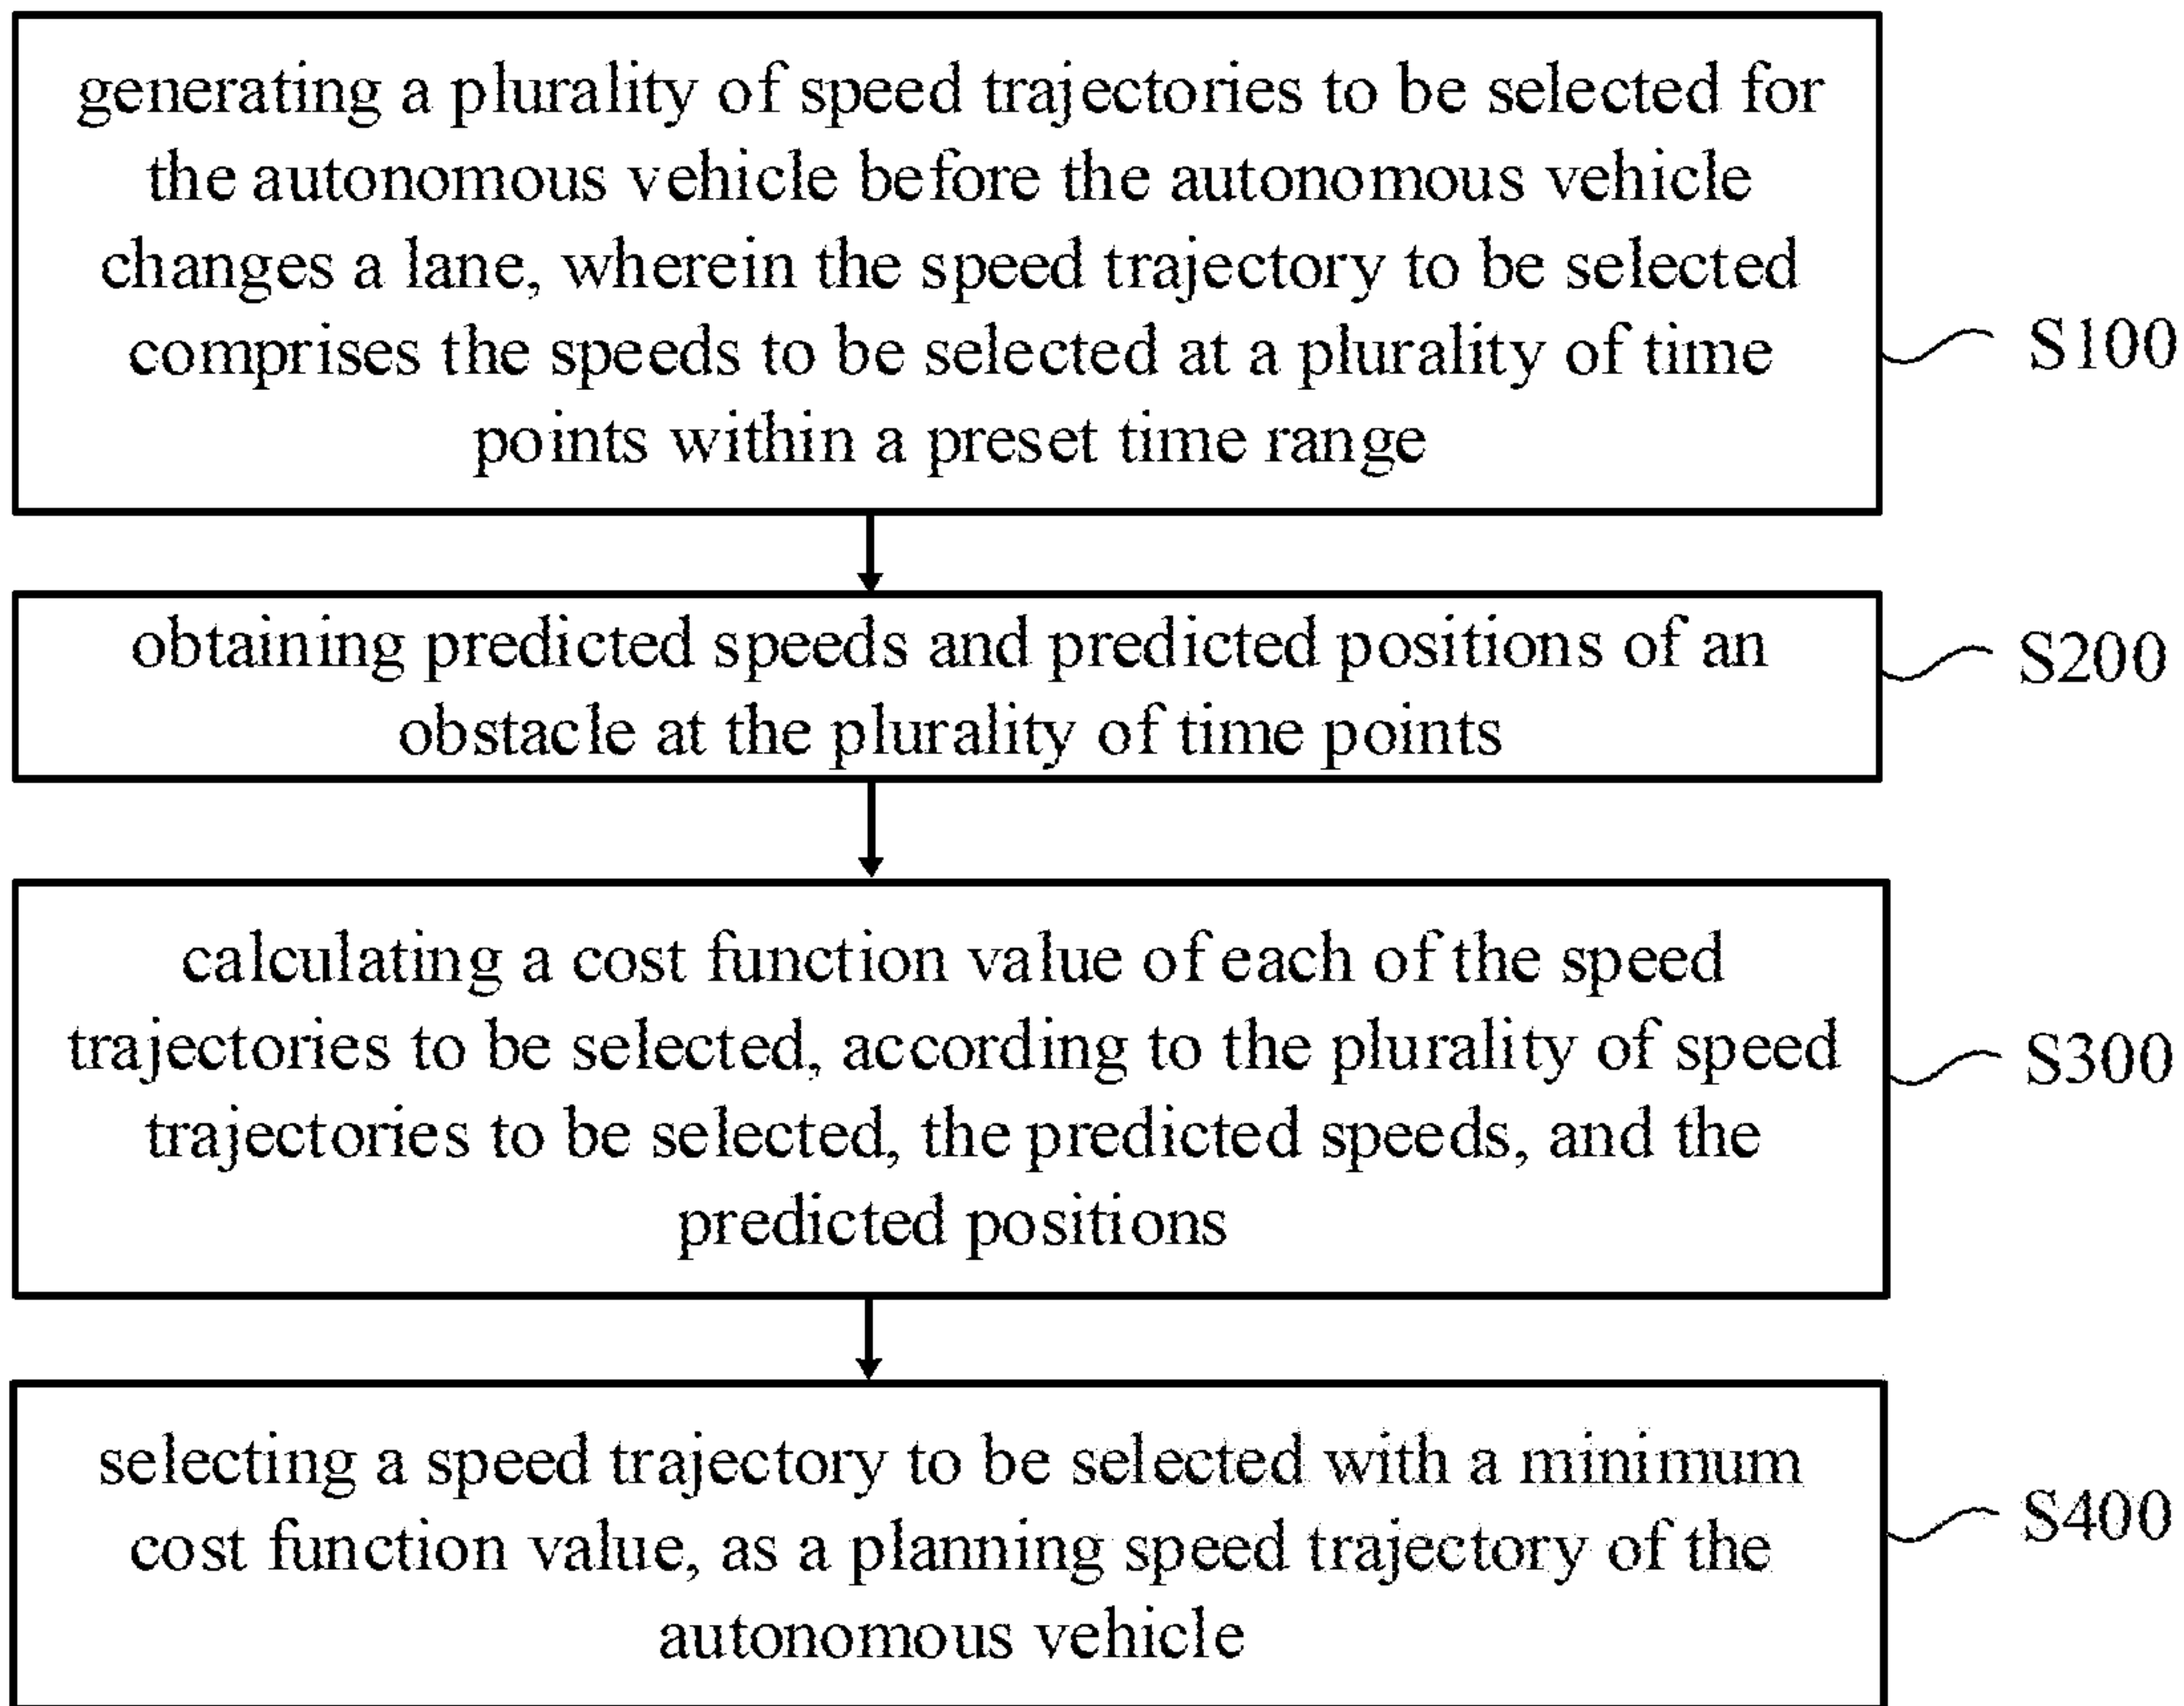 generating a plurality of speed trajectories to be selected for
the autonomous vehicle before the autonomous vehicle
changes a lane, wherein the speed trajectory to be selected
comprises the speeds to be selected at a plurality of time
points within a preset time range
S100
obtaining predicted speeds and predicted positions of an
obstacle at the plurality of time points
S200
calculating a cost function value of each of the speed
trajectories to be selected, according to the plurality of speed
trajectories to be selected, the predicted speeds, and the
predicted positions
S300
selecting a speed trajectory to be selected with a minimum
cost function value, as a planning speed trajectory of the
autonomous vehicle
S400